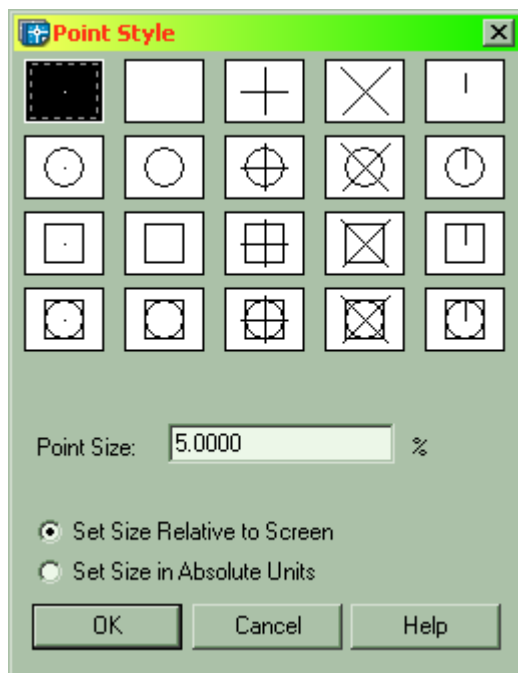 Point Style
Point Size: 5.0000 %
Set Size Relative to Screen
Set Size in Absolute Units
OK Cancel Help